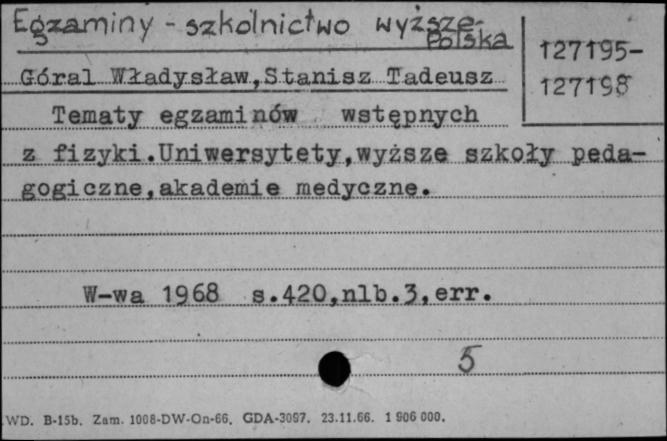 Egzaminy - szkolnictwo wyższe-
Polska
127195-
127198
Góral Władysław,Stanisz Tadeusz
Tematy egzaminów wstępnych
z fizyki.Uniwersytety,wyższe szkoły peda-
gogiczne,akademie medyczne.
W-wa 1968 s.420,nlb.3,err.
5
WD. B-15b. Zam. 1008-DW-On-66. GDA-3097. 23.11.66. 1 906 000.